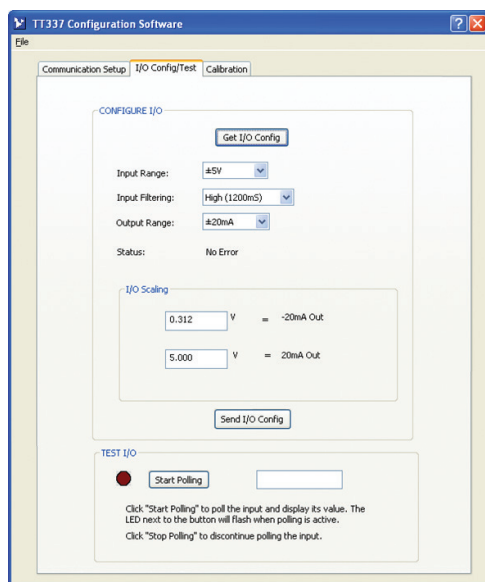 TT337 Configuration Software
File
Communication Setup I/O Config/Test Calibration
CONFIGURE I/O
Get I/O Config
Input Range: ±5V
Input Filtering: High (1200mS)
Output Range: ±20mA
Status: No Error
I/O Scaling
0.312 V = -20mA Out
5.000 V = 20mA Out
Send I/O Config
TEST I/O
Start Polling
Click "Start Polling" to poll the input and display its value. The
LED next to the button will flash when polling is active.
Click "Stop Polling" to discontinue polling the input.